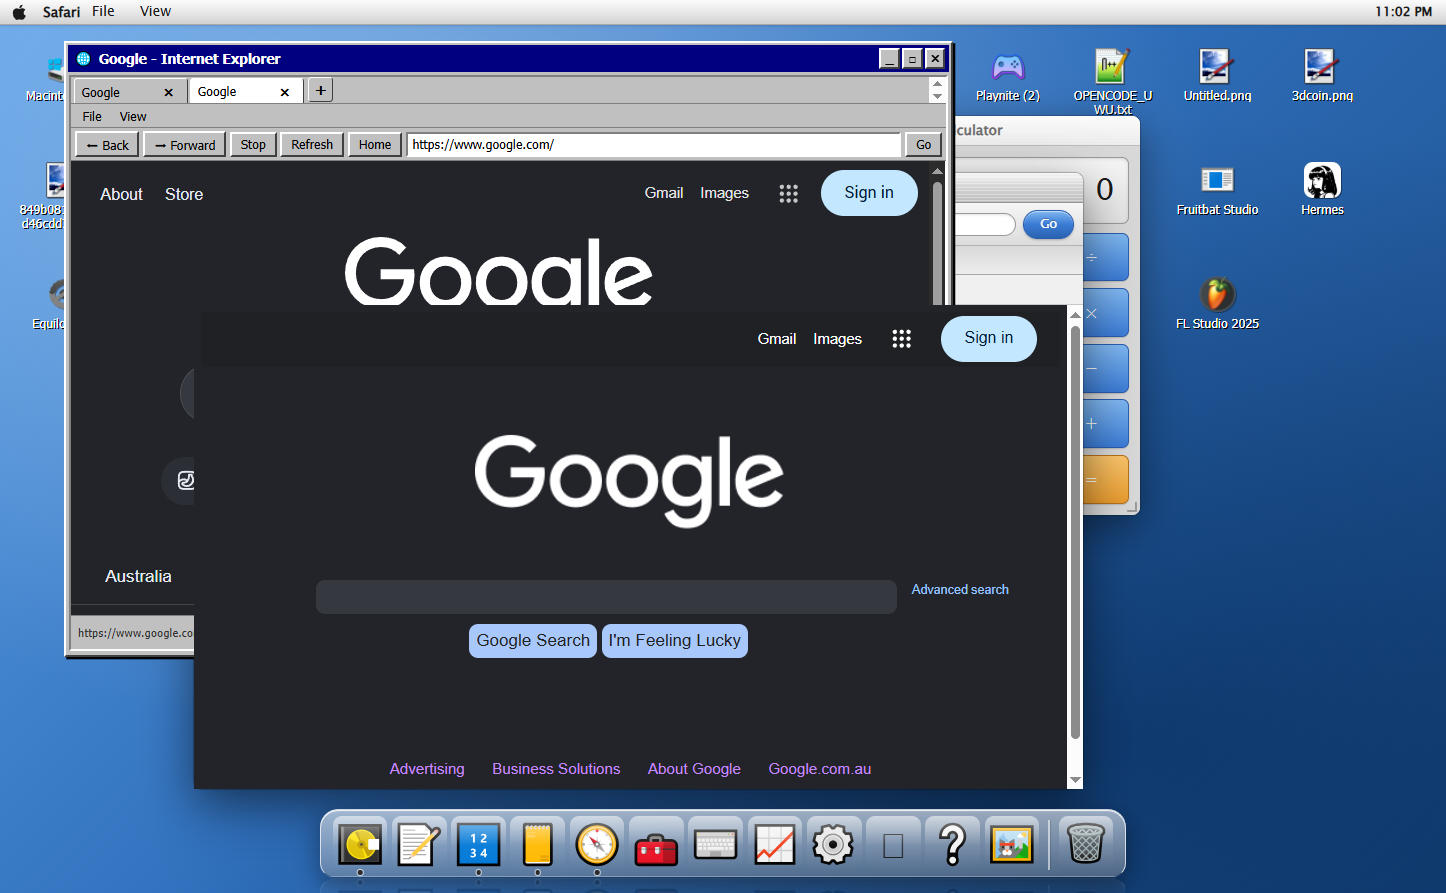 Safari File View
11:02 PM
Google - Internet Explorer
Google
Google
File View
← Back
→ Forward
Stop
Refresh
Home
https://www.google.com/
Go
About Store
Gmail Images
Sign in
Google
Australia
Gmail Images
Sign in
Google
Advanced search
Google Search
I'm Feeling Lucky
Advertising Business Solutions About Google Google.com.au
Go
0
÷
×
−
+
=
Playnite (2)
OPENCODE_U
WU.txt
Untitled.png
3dcoin.png
Fruitbat Studio
Hermes
FL Studio 2025
1 2
3 4